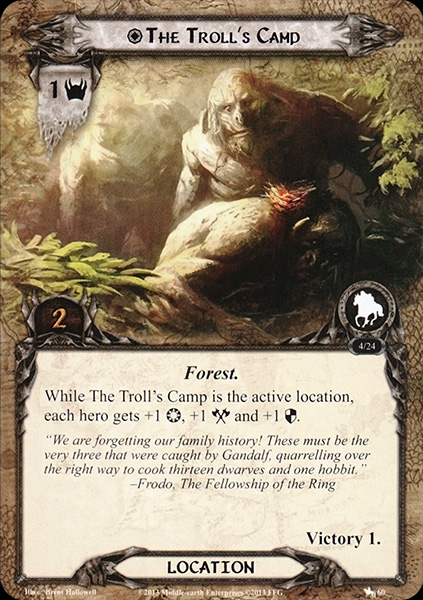 The Troll's Camp
1
2
4/24
Forest.
While The Troll's Camp is the active location,
each hero gets +1 , +1 and +1 .
“We are forgetting our family history! These must be the
very three that were caught by Gandalf, quarrelling over
the right way to cook thirteen dwarves and one hobbit.”
–Frodo, The Fellowship of the Ring
Victory 1.
Location
Illus. Brent Hollowell
©2013 Middle-earth Enterprises ©2013 FFG
60